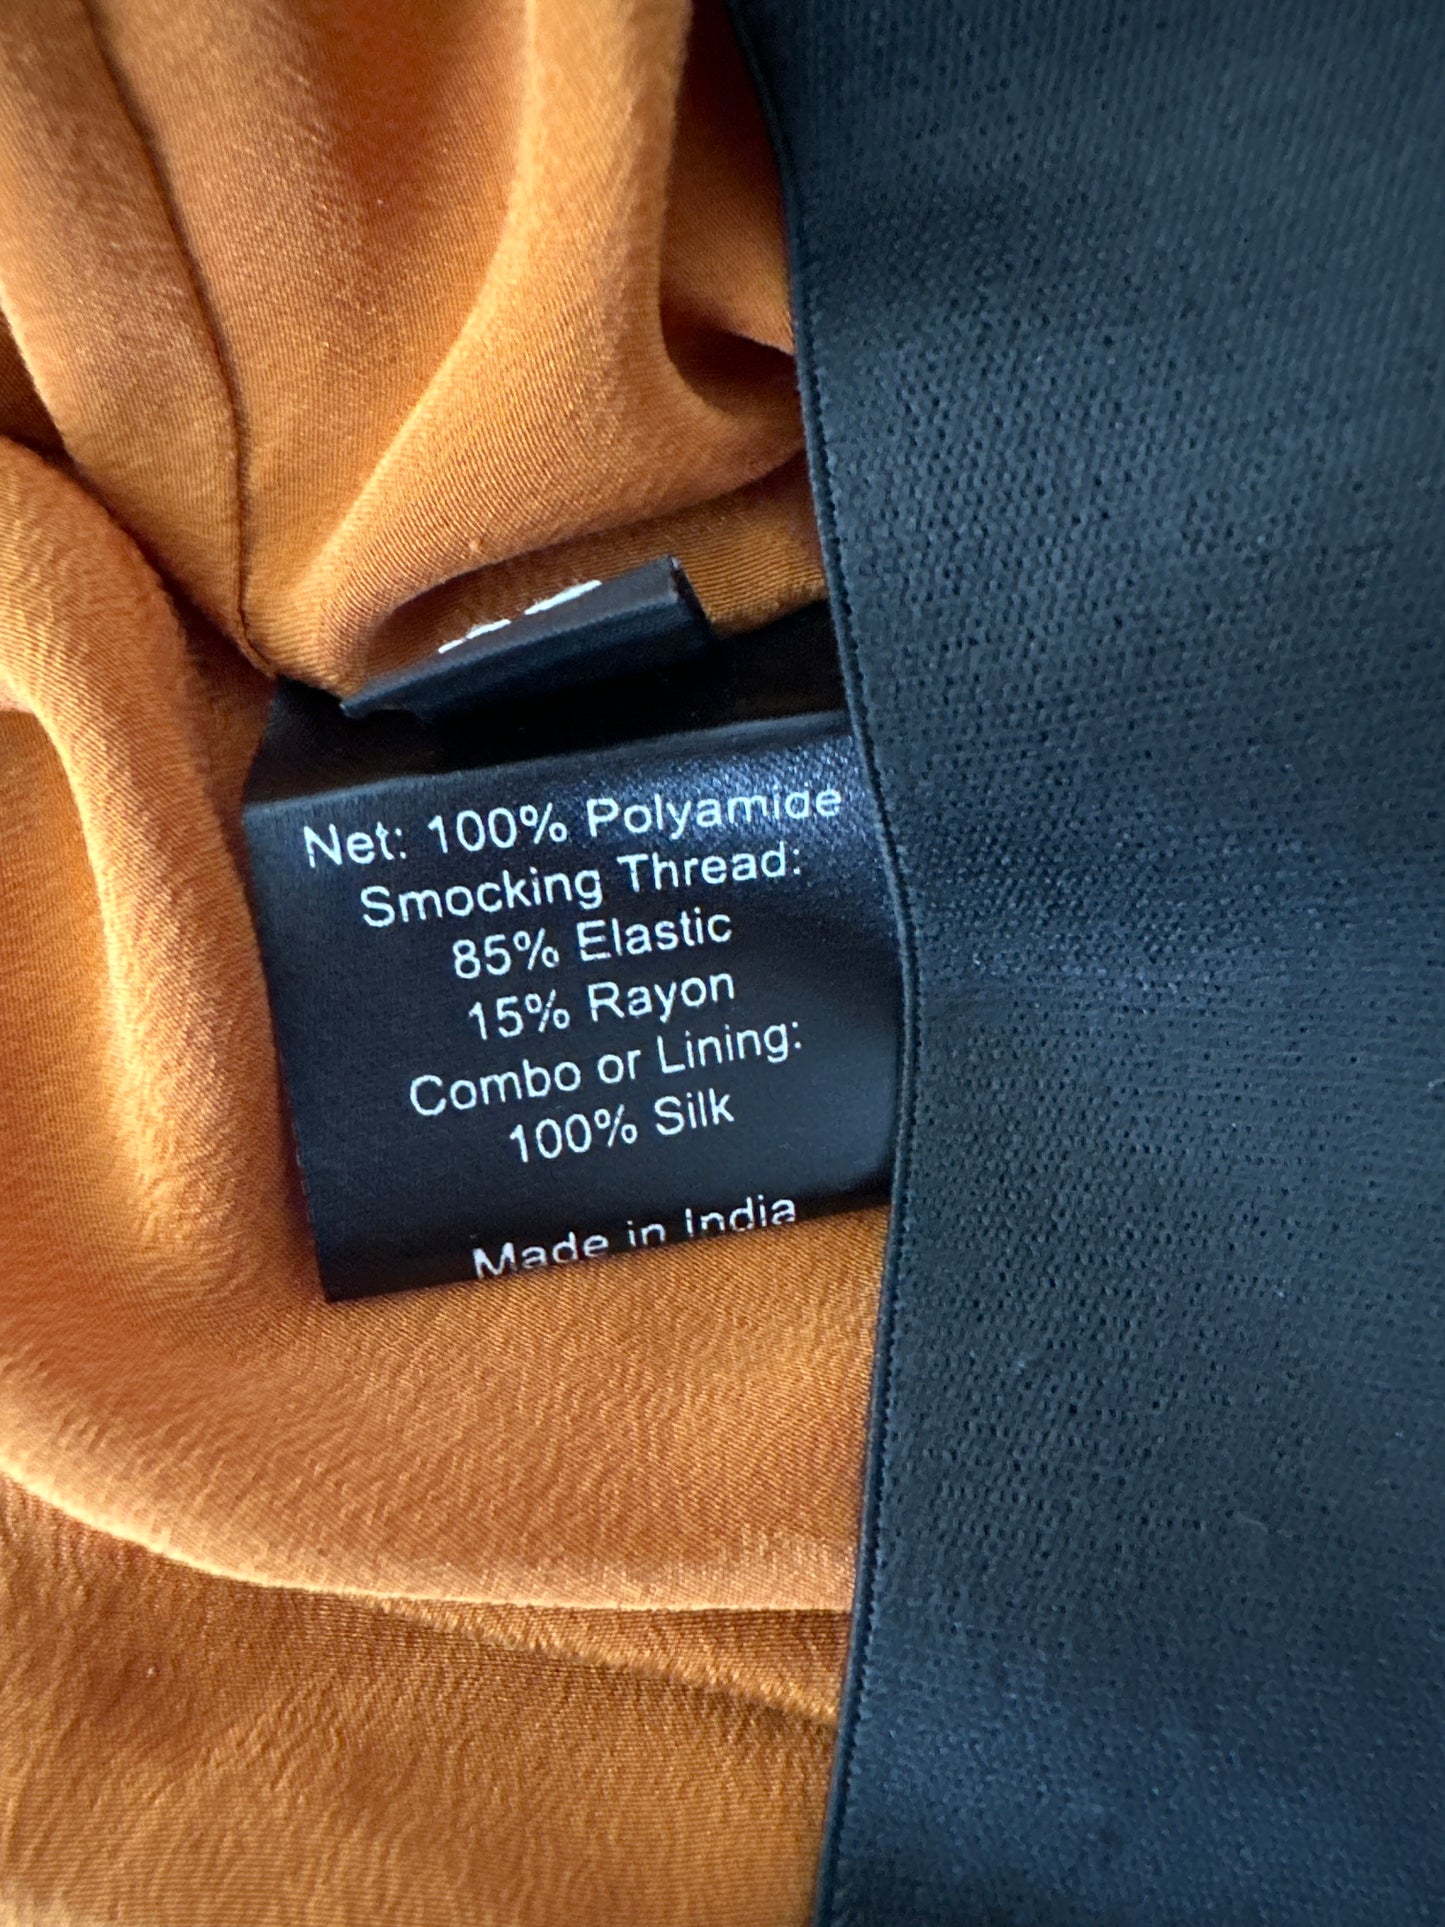 Net: 100% Polyamide
Smocking Thread:
85% Elastic
15% Rayon
Combo or Lining:
100% Silk
Made in India